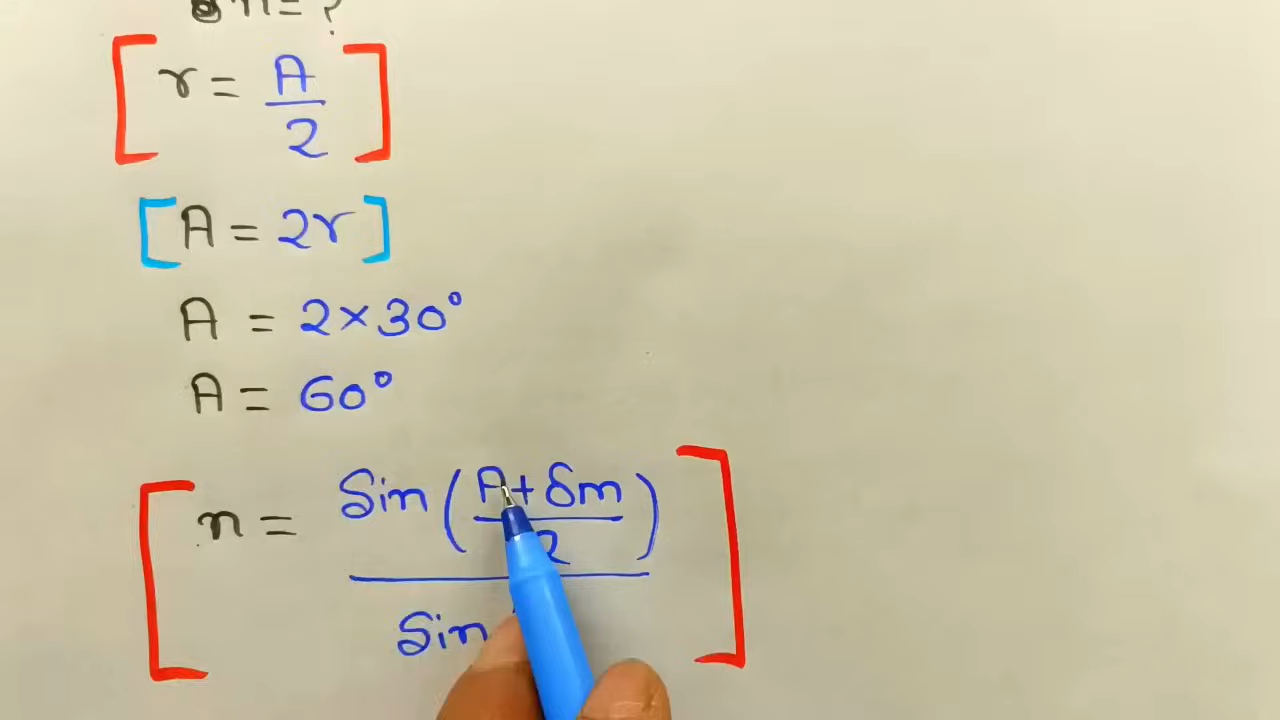 n = ?
[ r = A/2 ]
[ A = 2r ]
A = 2×30°
A = 60°
[ n = Sin (A+δm/2) / Sin ]